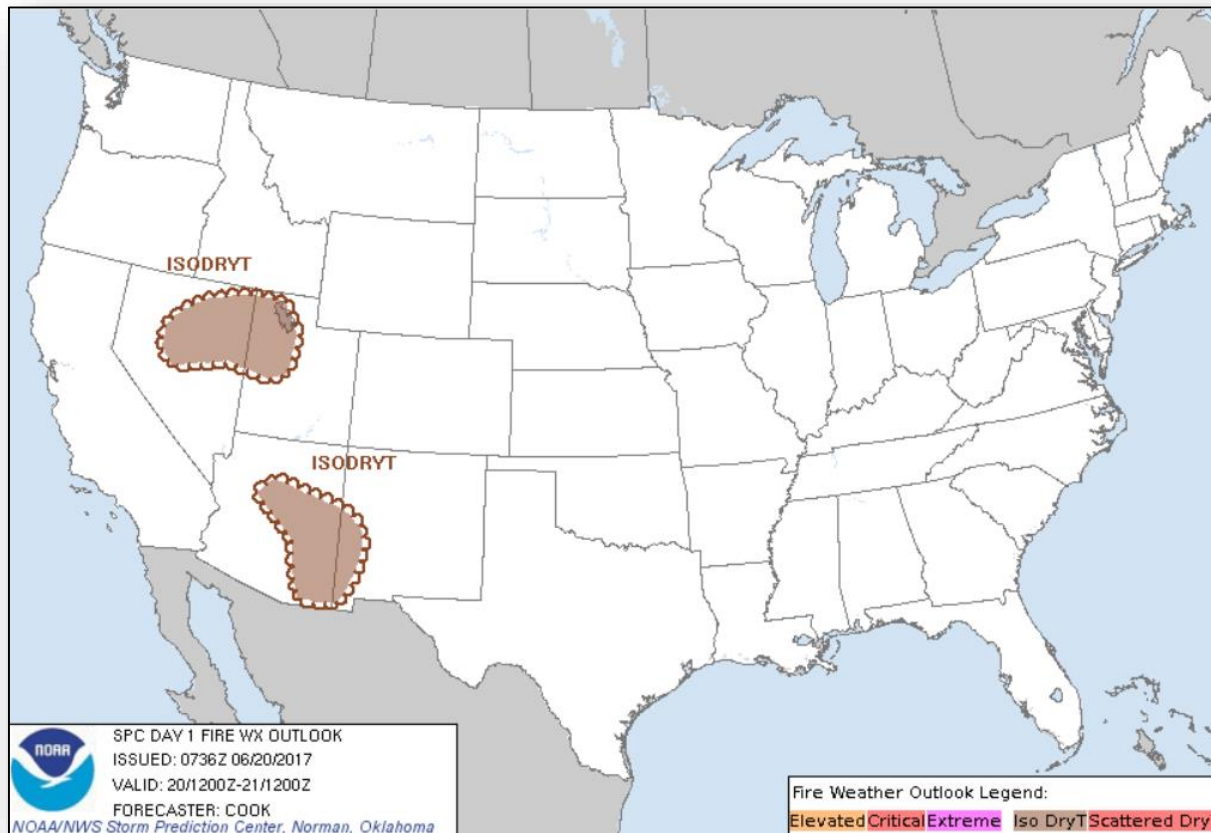 ISODRYT
ISODRYT
NOAA
SPC DAY 1 FIRE WX OUTLOOK
ISSUED: 0736Z 06/20/2017
VALID: 20/1200Z-21/1200Z
FORECASTER: COOK
NOAA/NWS Storm Prediction Center, Norman, Oklahoma
Fire Weather Outlook Legend:
Elevated Critical Extreme Iso DryT Scattered Dry